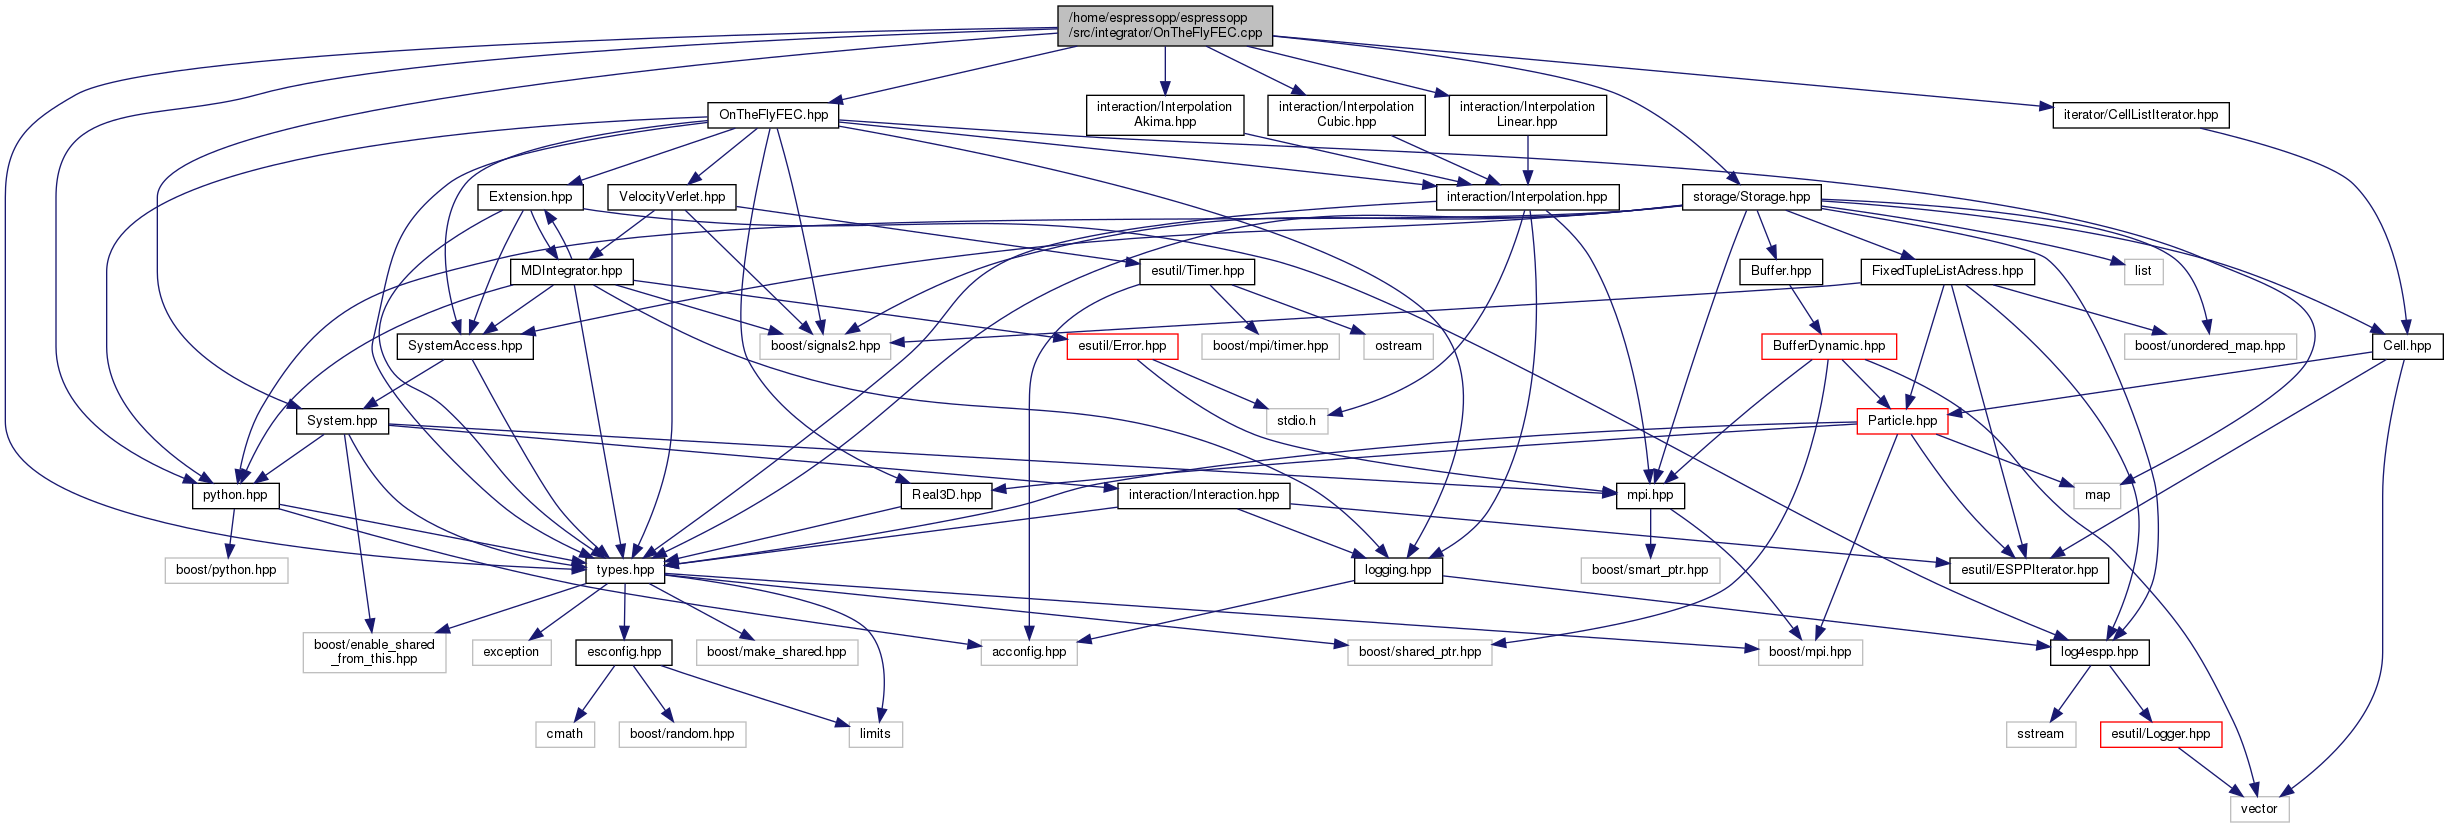 /home/espressopp/espressopp
/src/integrator/OnTheFlyFEC.cpp
OnTheFlyFEC.hpp
interaction/Interpolation
Akima.hpp
interaction/Interpolation
Cubic.hpp
interaction/Interpolation
Linear.hpp
iterator/CellListIterator.hpp
Extension.hpp
VelocityVerlet.hpp
interaction/Interpolation.hpp
storage/Storage.hpp
MDIntegrator.hpp
esutil/Timer.hpp
Buffer.hpp
FixedTupleListAdress.hpp
list
SystemAccess.hpp
boost/signals2.hpp
esutil/Error.hpp
boost/mpi/timer.hpp
ostream
BufferDynamic.hpp
boost/unordered_map.hpp
Cell.hpp
System.hpp
stdio.h
Particle.hpp
python.hpp
Real3D.hpp
interaction/Interaction.hpp
mpi.hpp
map
boost/python.hpp
types.hpp
logging.hpp
boost/smart_ptr.hpp
esutil/ESPPIterator.hpp
boost/enable_shared
_from_this.hpp
exception
esconfig.hpp
boost/make_shared.hpp
acconfig.hpp
boost/shared_ptr.hpp
boost/mpi.hpp
log4espp.hpp
cmath
boost/random.hpp
limits
sstream
esutil/Logger.hpp
vector